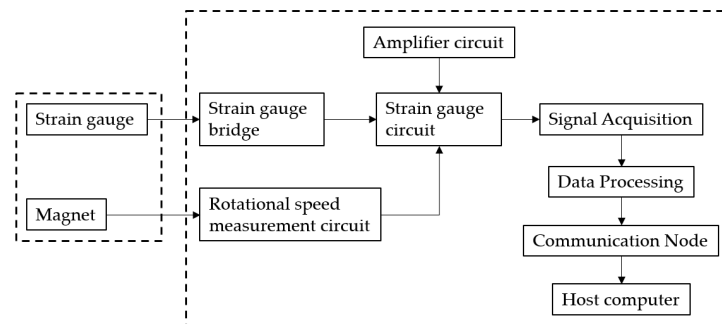 Amplifier circuit
Strain gauge
Strain gauge
bridge
Strain gauge
circuit
Signal Acquisition
Data Processing
Magnet
Rotational speed
measurement circuit
Communication Node
Host computer